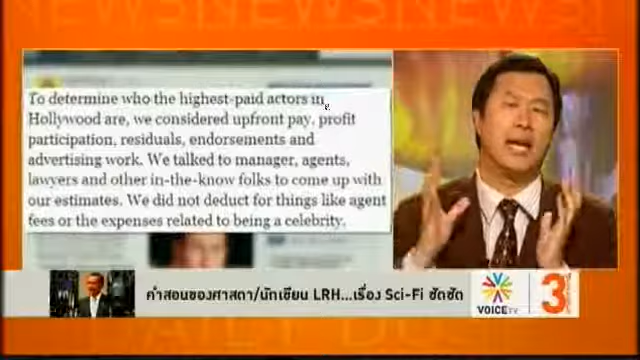 NEWSNEWSNEWS
To determine who the highest-paid actors in
Hollywood are, we considered upfront pay, profit
participation, residuals, endorsements and
advertising work. We talked to manager, agents,
lawyers and other in-the-know folks to come up with
our estimates. We did not deduct for things like agent
fees or the expenses related to being a celebrity.
คำสอนของศาสดา/นักเขียน LRH...เรื่อง Sci-Fi ชัดชัด
VOICE TV
3
DAILY DOSE